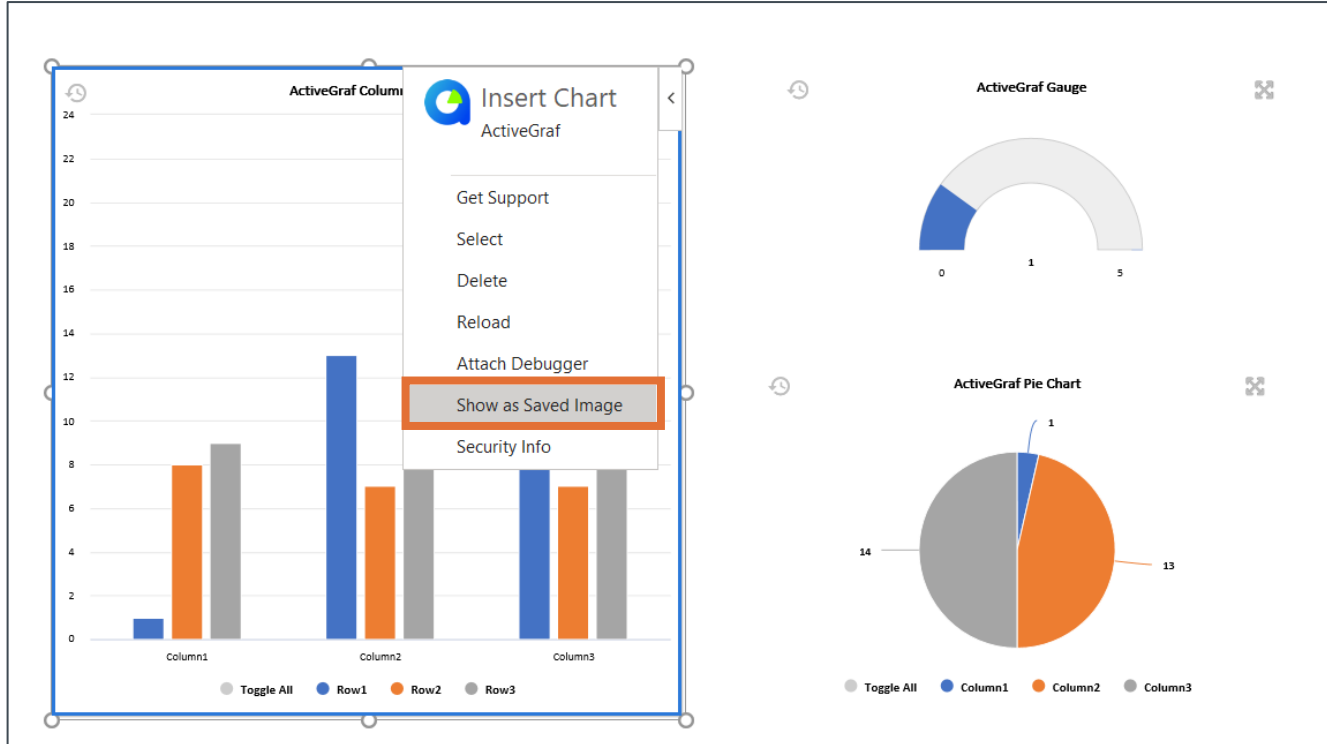 ActiveGraf Colum
24
22
20
18
16
14
12
10
8
6
4
2
0
Column1 Column2 Column3
Toggle All Row1 Row2 Row3
Insert Chart
ActiveGraf
Get Support
Select
Delete
Reload
Attach Debugger
Show as Saved Image
Security Info
ActiveGraf Gauge
0 1 5
ActiveGraf Pie Chart
1
14
13
Toggle All Column1 Column2 Column3